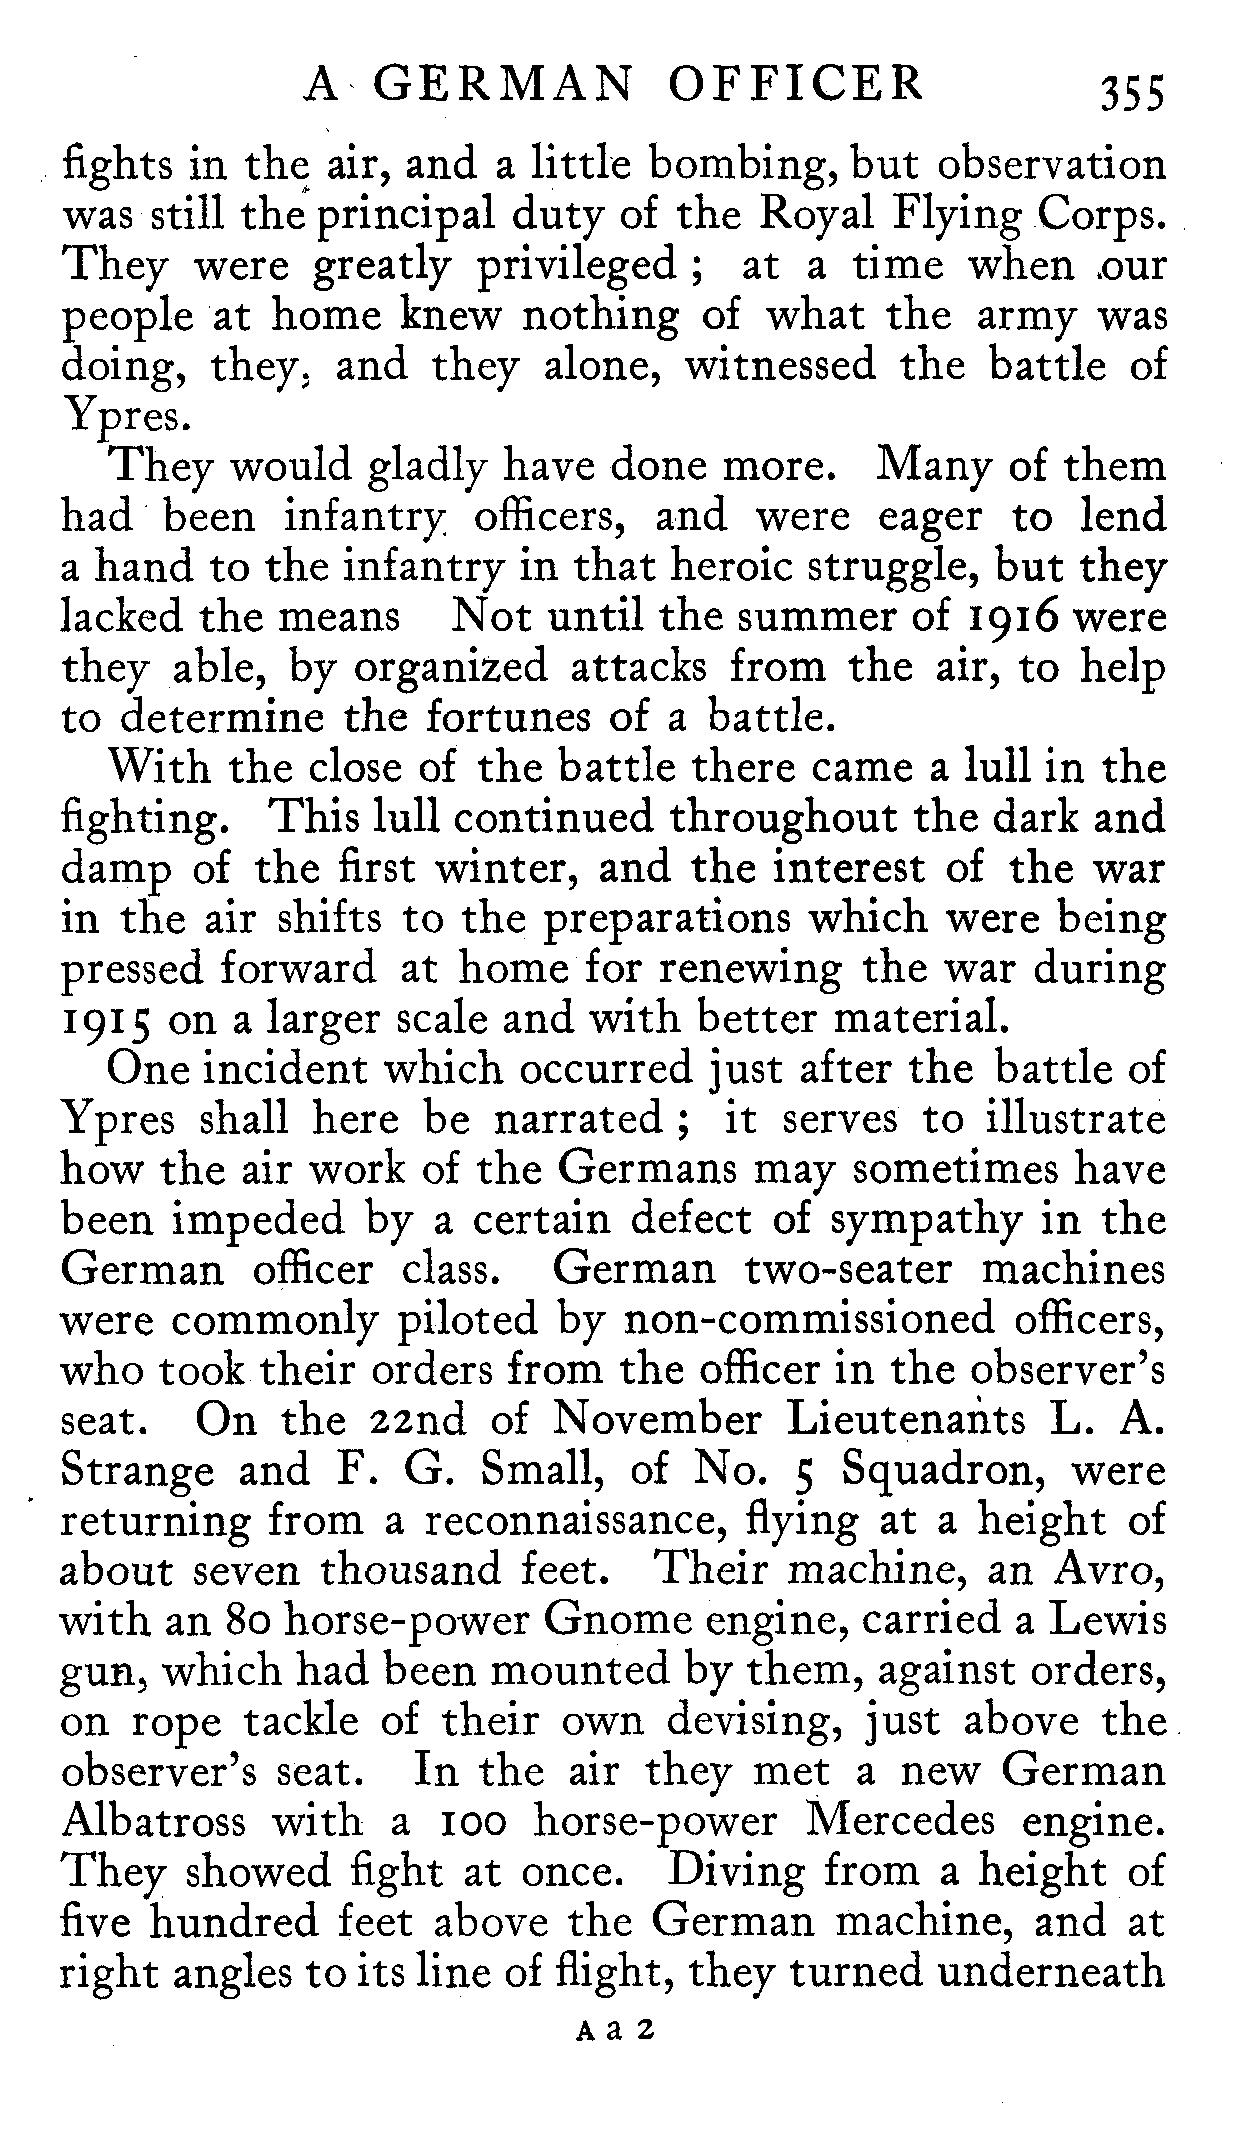 A GERMAN OFFICER 355
fights in the air, and a little bombing, but observation
was still the principal duty of the Royal Flying Corps.
They were greatly privileged ; at a time when our
people at home knew nothing of what the army was
doing, they, and they alone, witnessed the battle of
Ypres.
They would gladly have done more. Many of them
had been infantry officers, and were eager to lend
a hand to the infantry in that heroic struggle, but they
lacked the means Not until the summer of 1916 were
they able, by organized attacks from the air, to help
to determine the fortunes of a battle.
With the close of the battle there came a lull in the
fighting. This lull continued throughout the dark and
damp of the first winter, and the interest of the war
in the air shifts to the preparations which were being
pressed forward at home for renewing the war during
1915 on a larger scale and with better material.
One incident which occurred just after the battle of
Ypres shall here be narrated ; it serves to illustrate
how the air work of the Germans may sometimes have
been impeded by a certain defect of sympathy in the
German officer class. German two-seater machines
were commonly piloted by non-commissioned officers,
who took their orders from the officer in the observer's
seat. On the 22nd of November Lieutenants L. A.
Strange and F. G. Small, of No. 5 Squadron, were
returning from a reconnaissance, flying at a height of
about seven thousand feet. Their machine, an Avro,
with an 80 horse-power Gnome engine, carried a Lewis
gun, which had been mounted by them, against orders,
on rope tackle of their own devising, just above the
observer's seat. In the air they met a new German
Albatross with a 100 horse-power Mercedes engine.
They showed fight at once. Diving from a height of
five hundred feet above the German machine, and at
right angles to its line of flight, they turned underneath
A a 2